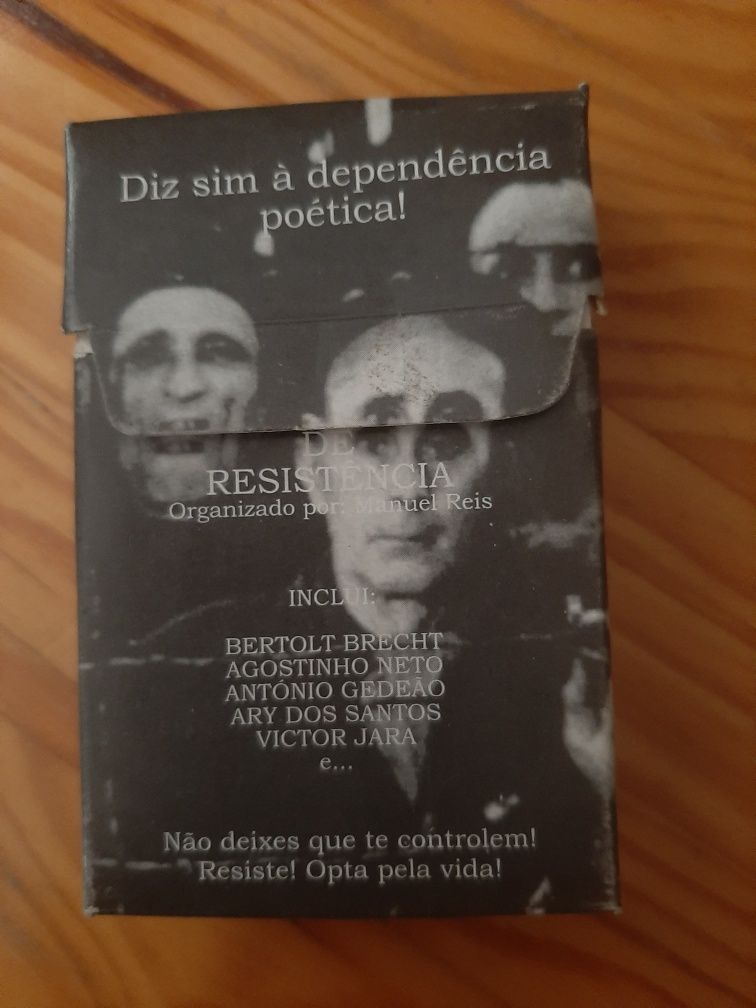 Diz sim à dependência
poética!
DE
RESISTÊNCIA
Organizado por: Manuel Reis
INCLUI:
BERTOLT BRECHT
AGOSTINHO NETO
ANTÓNIO GEDEÃO
ARY DOS SANTOS
VICTOR JARA
e...
Não deixes que te controlem!
Resiste! Opta pela vida!